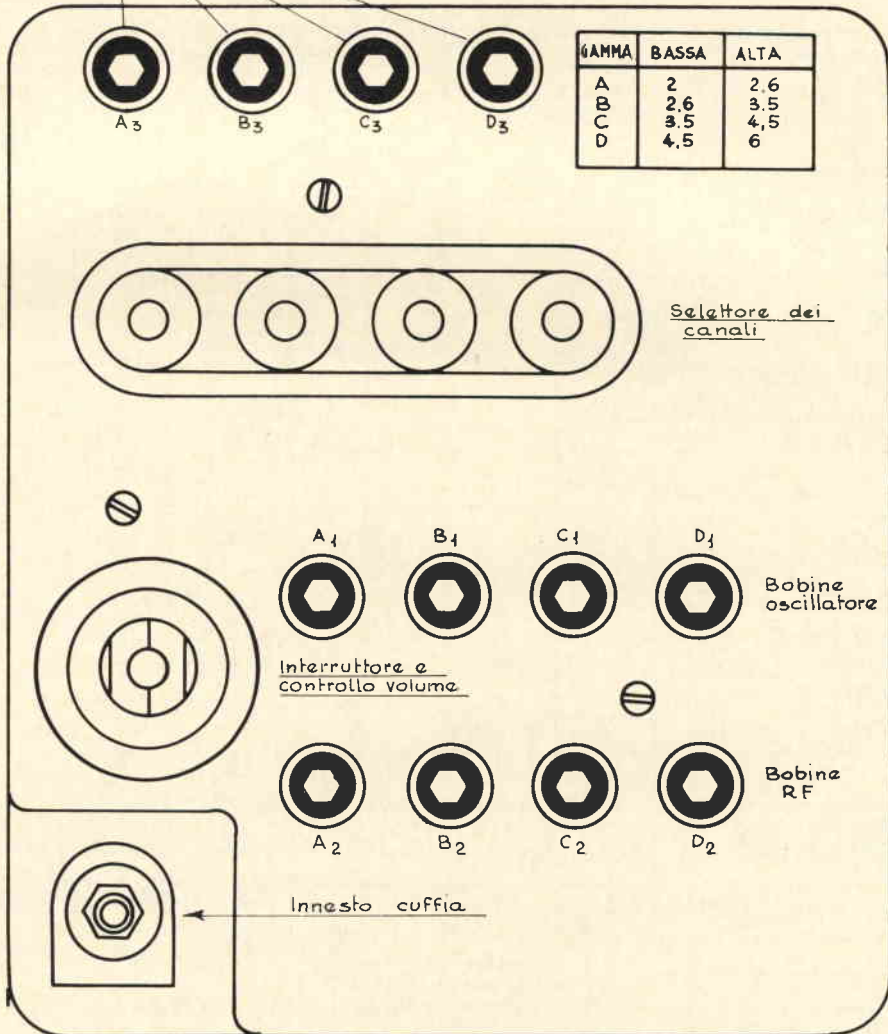 GAMMA BASSA ALTA
A 2 2.6
B 2.6 3.5
C 3.5 4,5
D 4,5 6
A3 B3 C3 D3
Selettore dei
canali
A1 B1 C1 D1
Bobine
oscillatore
Interruttore e
controllo volume
Bobine
RF
A2 B2 C2 D2
Innesto cuffia